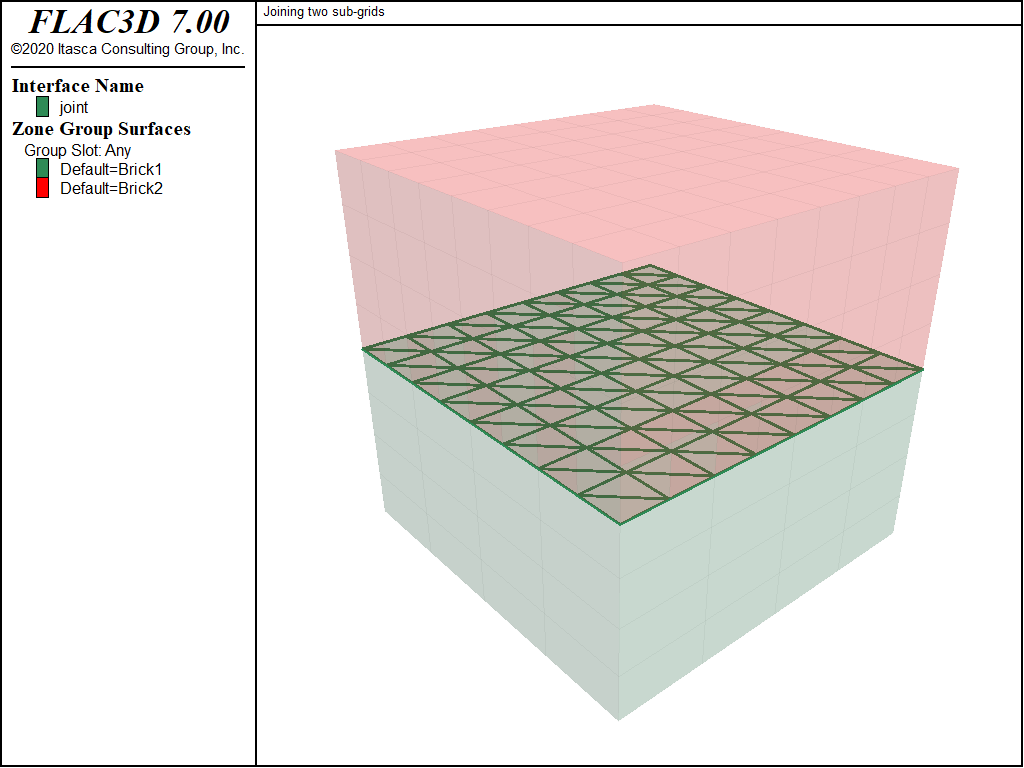 FLAC3D 7.00
©2020 Itasca Consulting Group, Inc.
Interface Name
joint
Zone Group Surfaces
Group Slot: Any
Default=Brick1
Default=Brick2
Joining two sub-grids